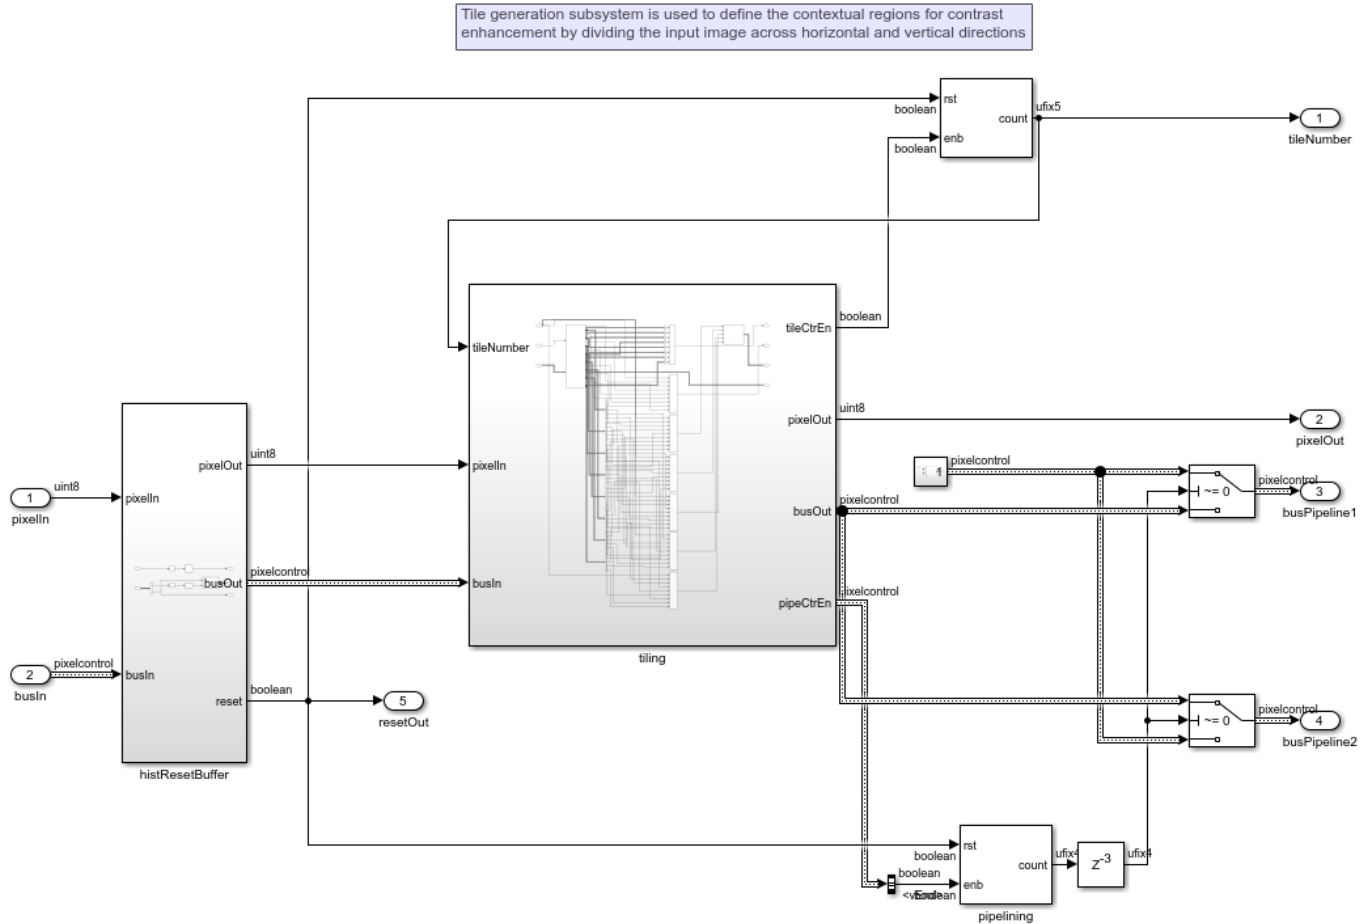 Tile generation subsystem is used to define the contextual regions for contrast
enhancement by dividing the input image across horizontal and vertical directions
rst
boolean
count
ufix5
1
tileNumber
enb
boolean
tileNumber
tileCtrEn
boolean
pixelOut
uint8
2
pixelOut
pixelcontrol
pixelOut
uint8
pixelIn
1
uint8
pixelIn
pixelIn
~= 0
pixelcontrol
3
busPipeline1
busOut
pixelcontrol
busOut
pixelcontrol
busIn
pipeCtrEn
pixelcontrol
tiling
2
pixelcontrol
busIn
busIn
reset
boolean
5
resetOut
~= 0
pixelcontrol
4
busPipeline2
histResetBuffer
rst
boolean
count
ufix4
Z-3
ufix4
boolean
enb
boolean
pipelining